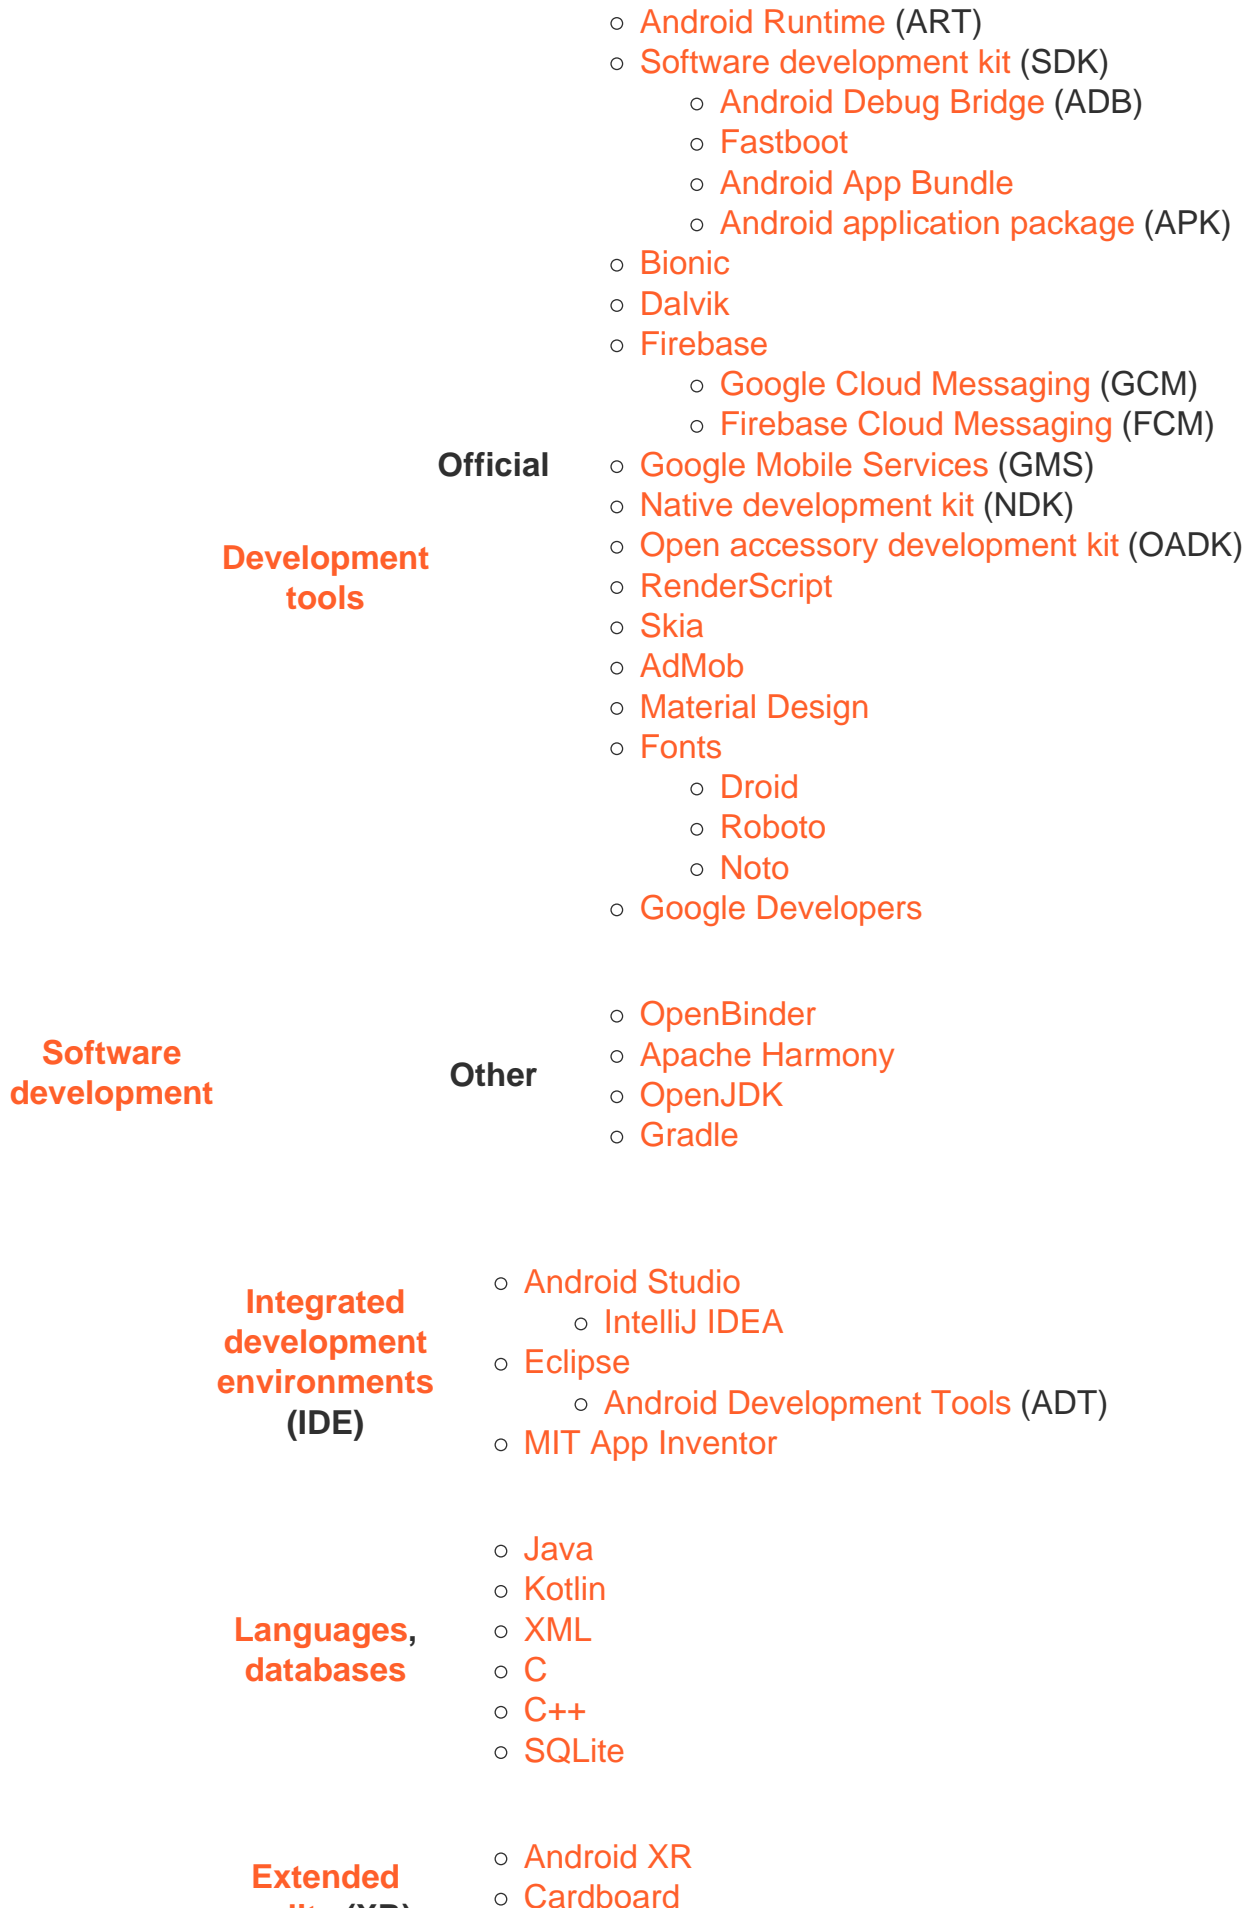 Software
development
Development
tools
Official
Android Runtime (ART)
Software development kit (SDK)
Android Debug Bridge (ADB)
Fastboot
Android App Bundle
Android application package (APK)
Bionic
Dalvik
Firebase
Google Cloud Messaging (GCM)
Firebase Cloud Messaging (FCM)
Google Mobile Services (GMS)
Native development kit (NDK)
Open accessory development kit (OADK)
RenderScript
Skia
AdMob
Material Design
Fonts
Droid
Roboto
Noto
Google Developers
Other
OpenBinder
Apache Harmony
OpenJDK
Gradle
Integrated
development
environments
(IDE)
Android Studio
IntelliJ IDEA
Eclipse
Android Development Tools (ADT)
MIT App Inventor
Languages,
databases
Java
Kotlin
XML
C
C++
SQLite
Extended
(XR)
Android XR
Cardboard